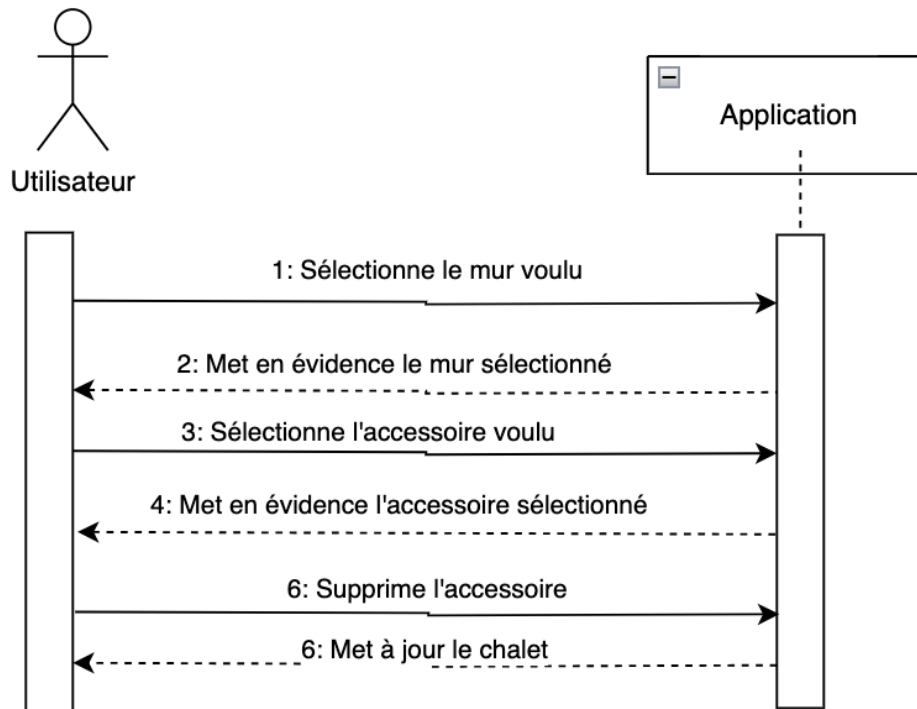 Utilisateur
Application
1: Sélectionne le mur voulu
2: Met en évidence le mur sélectionné
3: Sélectionne l'accessoire voulu
4: Met en évidence l'accessoire sélectionné
6: Supprime l'accessoire
6: Met à jour le chalet